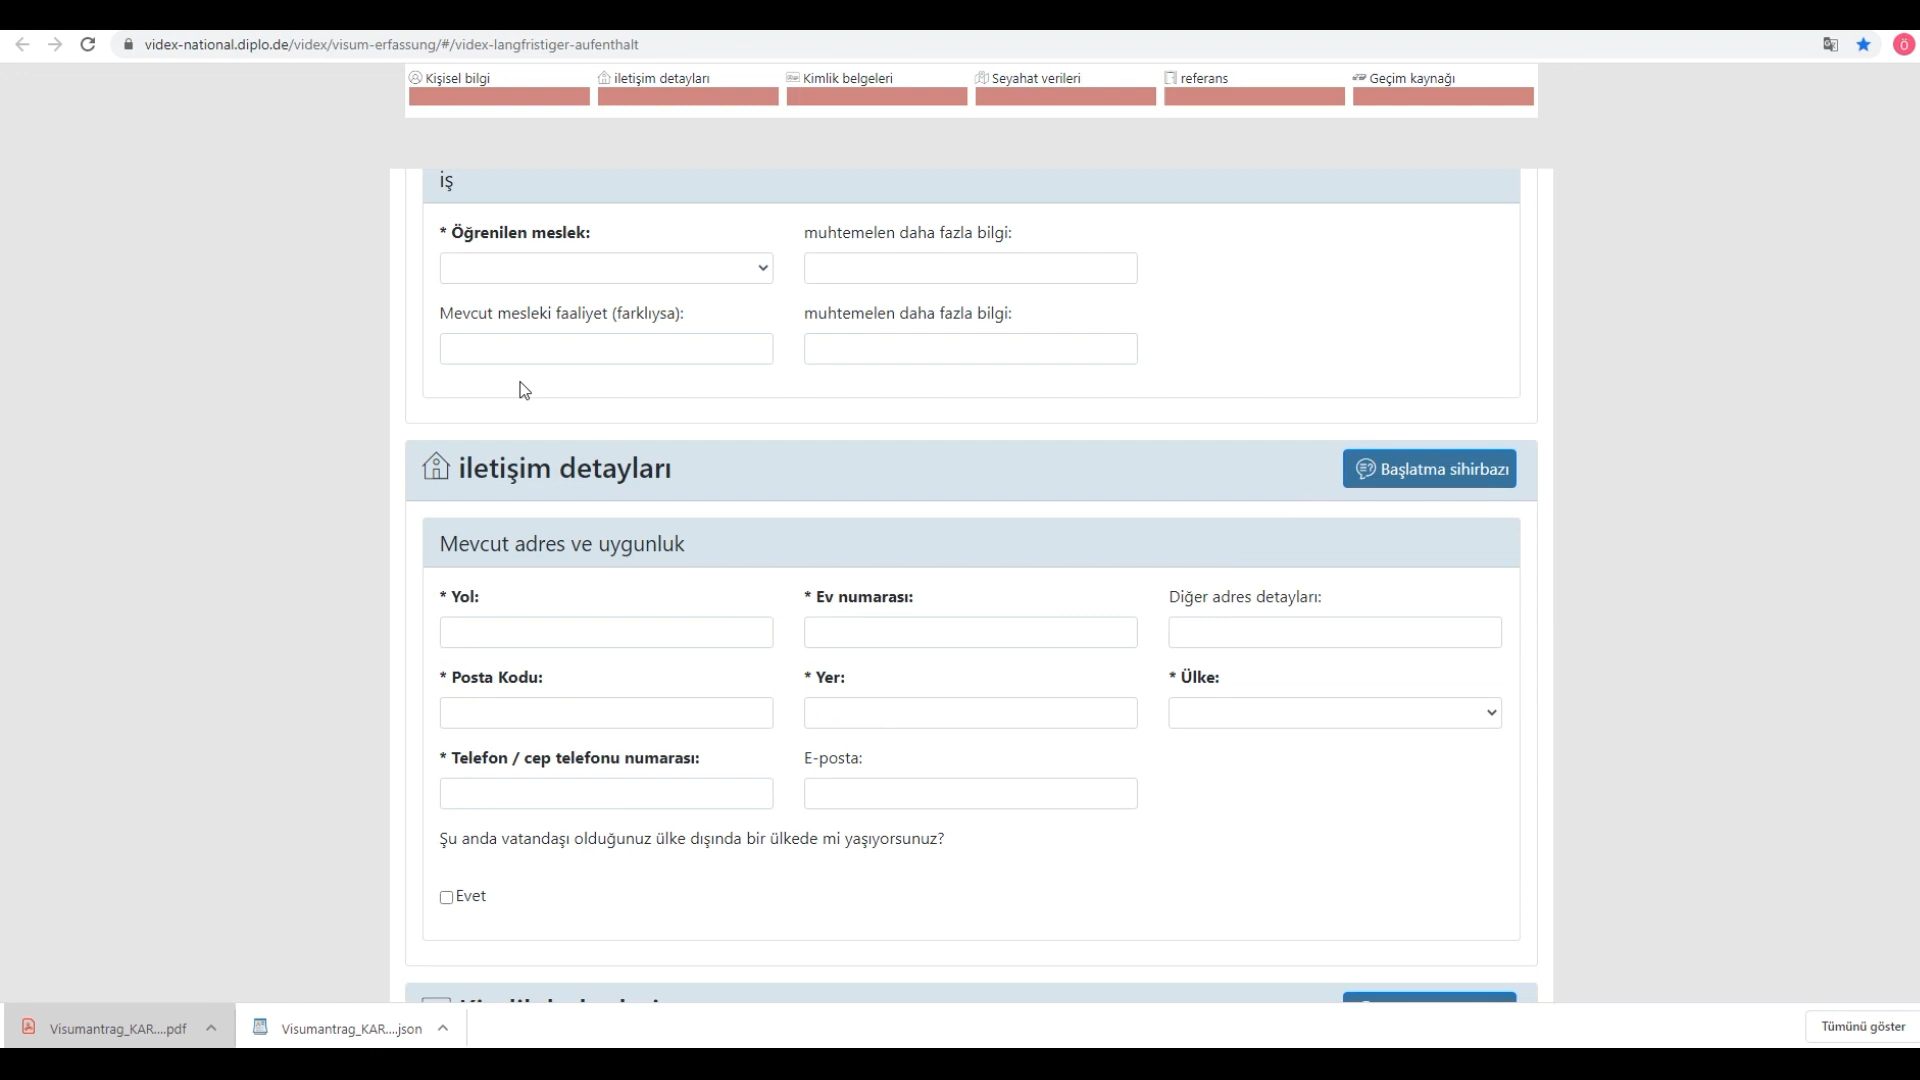 videx-national.diplo.de/videx/visum-erfassung/#/videx-langfristiger-aufenthalt
Ö
Kişisel bilgi
iletişim detayları
Kimlik belgeleri
Seyahat verileri
referans
Geçim kaynağı
İş
* Öğrenilen meslek:
muhtemelen daha fazla bilgi:
Mevcut mesleki faaliyet (farklıysa):
muhtemelen daha fazla bilgi:
iletişim detayları
Başlatma sihirbazı
Mevcut adres ve uygunluk
* Yol:
* Ev numarası:
Diğer adres detayları:
* Posta Kodu:
* Yer:
* Ülke:
* Telefon / cep telefonu numarası:
E-posta:
Şu anda vatandaşı olduğunuz ülke dışında bir ülkede mi yaşıyorsunuz?
Evet
Visumantrag_KAR....pdf
Visumantrag_KAR....json
Tümünü göster